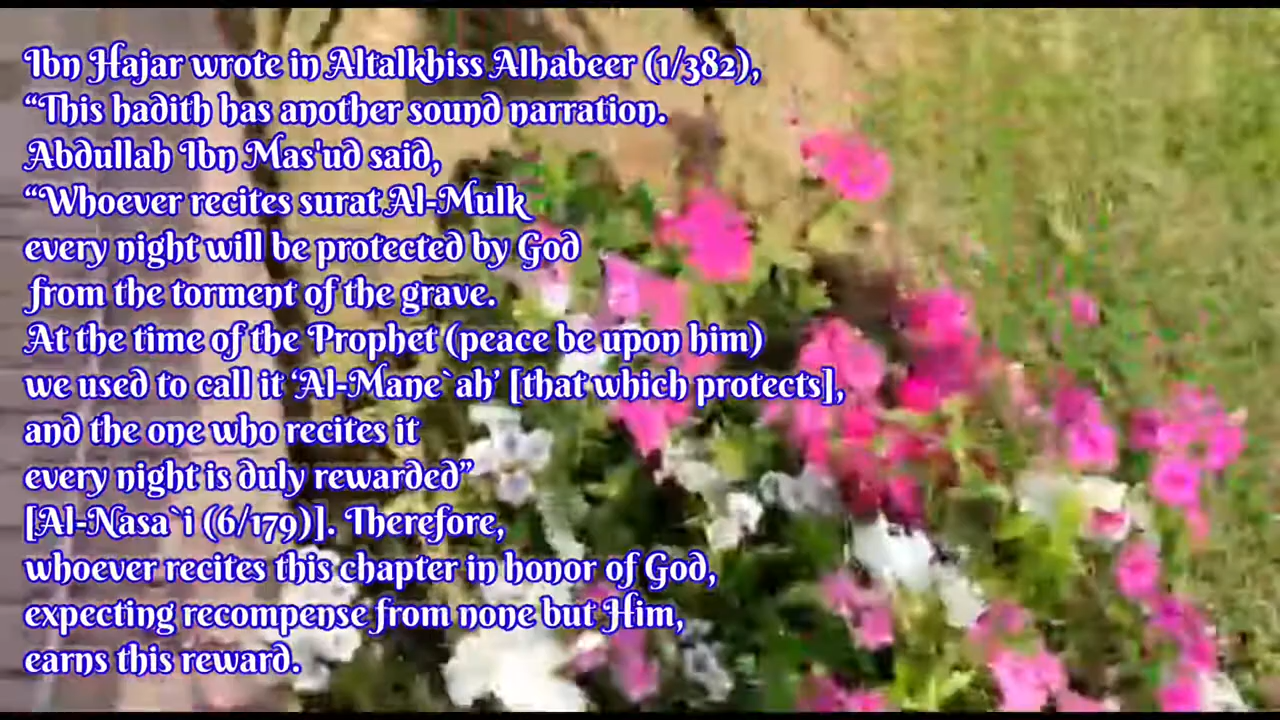 Ibn Hajar wrote in Altalkhiss Alhabeer (1/382),
“This hadith has another sound narration.
Abdullah Ibn Mas'ud said,
“Whoever recites surat Al-Mulk
every night will be protected by God
from the torment of the grave.
At the time of the Prophet (peace be upon him)
we used to call it ‘Al-Mane`ah’ [that which protects],
and the one who recites it
every night is duly rewarded”
[Al-Nasa`i (6/179)]. Therefore,
whoever recites this chapter in honor of God,
expecting recompense from none but Him,
earns this reward.